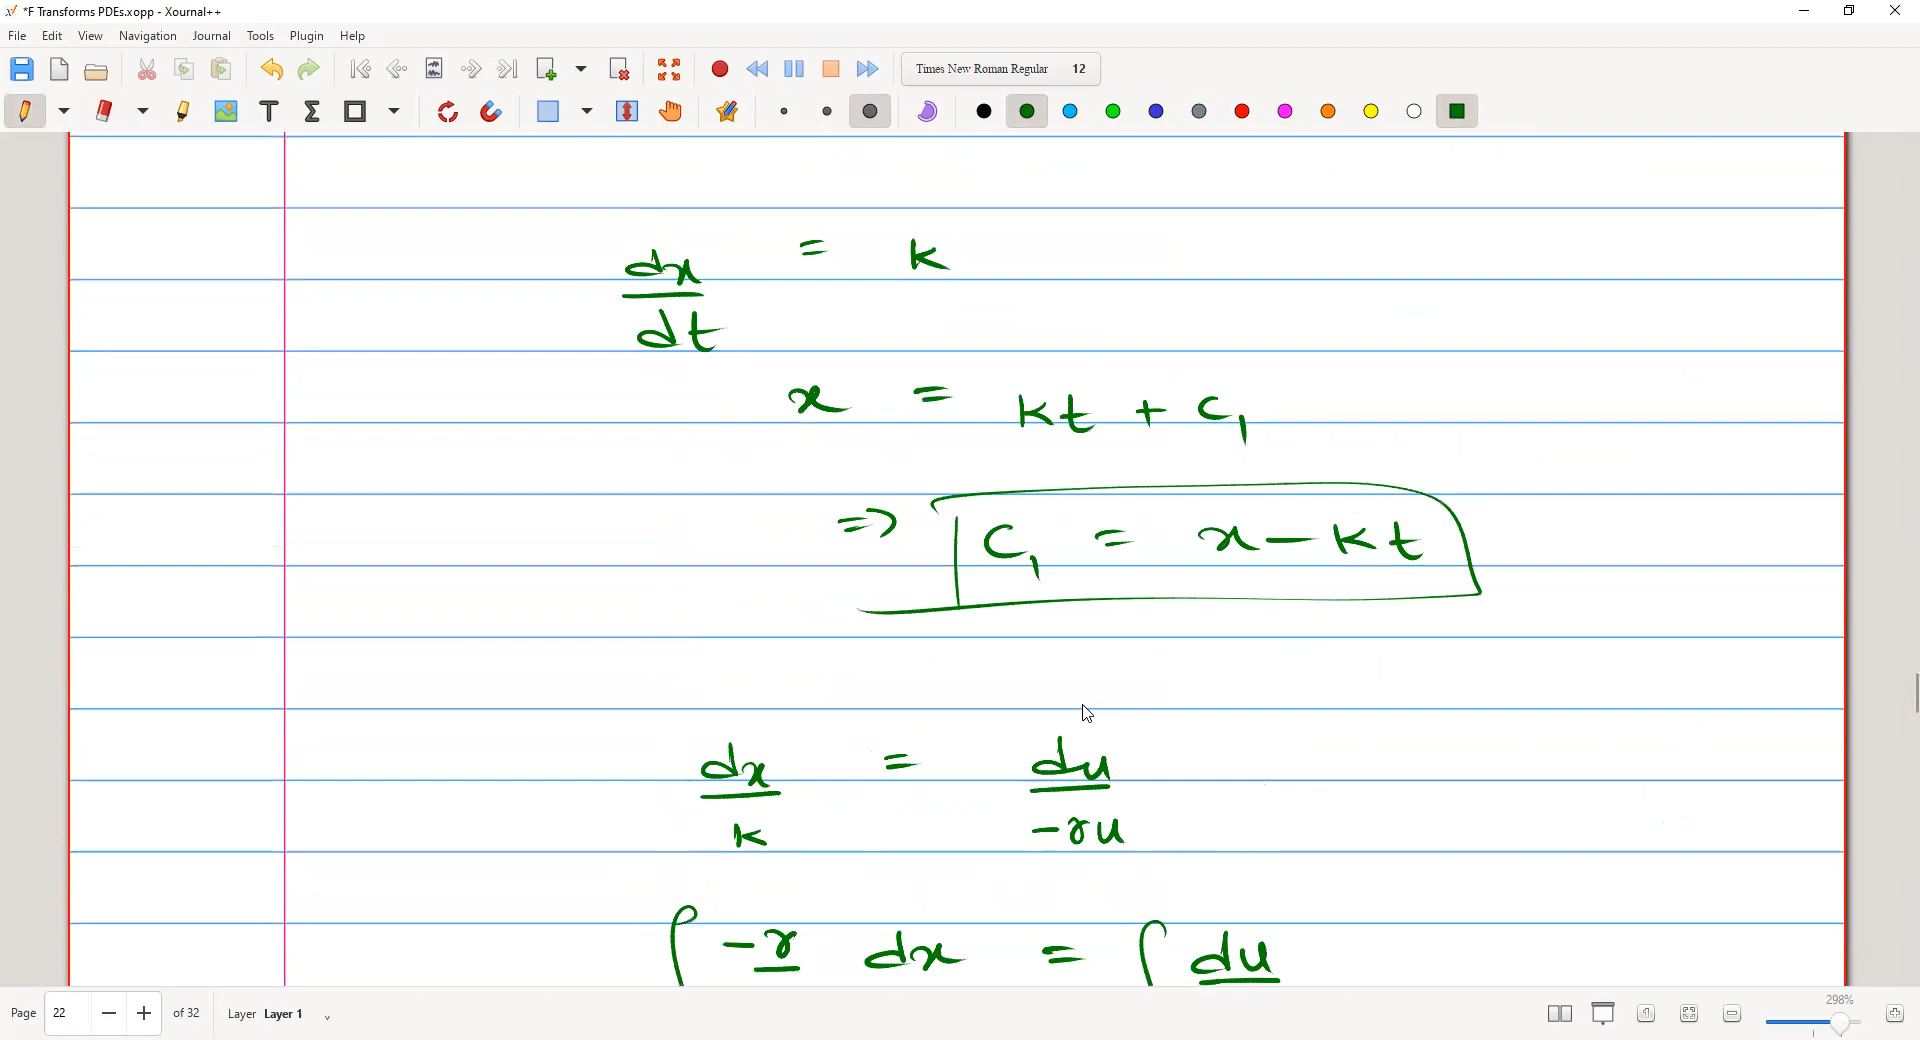 *F Transforms PDEs.xopp - Xournal++
File Edit View Navigation Journal Tools Plugin Help
Times New Roman Regular 12
dx/dt = k
x = kt + c₁
=> C₁ = x - kt
dx/k = du/-ru
∫ -r dx = ∫ du
Page 22 of 32 Layer Layer 1 298%